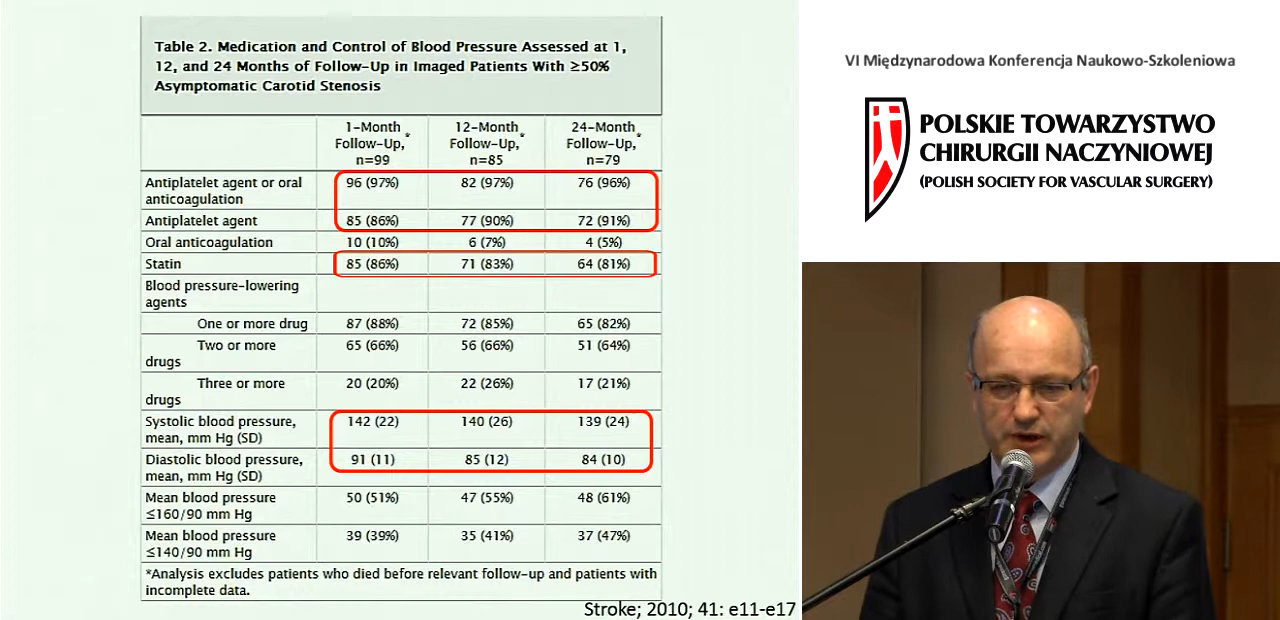 Table 2. Medication and Control of Blood Pressure Assessed at 1,
12, and 24 Months of Follow-Up in Imaged Patients With ≥50%
Asymptomatic Carotid Stenosis
1-Month 12-Month 24-Month
Follow-Up,* Follow-Up,* Follow-Up,*
n=99 n=85 n=79
Antiplatelet agent or oral 96 (97%) 82 (97%) 76 (96%)
anticoagulation
Antiplatelet agent 85 (86%) 77 (90%) 72 (91%)
Oral anticoagulation 10 (10%) 6 (7%) 4 (5%)
Statin 85 (86%) 71 (83%) 64 (81%)
Blood pressure-lowering
agents
One or more drug 87 (88%) 72 (85%) 65 (82%)
Two or more 65 (66%) 56 (66%) 51 (64%)
drugs
Three or more 20 (20%) 22 (26%) 17 (21%)
drugs
Systolic blood pressure, 142 (22) 140 (26) 139 (24)
mean, mm Hg (SD)
Diastolic blood pressure, 91 (11) 85 (12) 84 (10)
mean, mm Hg (SD)
Mean blood pressure 50 (51%) 47 (55%) 48 (61%)
≤160/90 mm Hg
Mean blood pressure 39 (39%) 35 (41%) 37 (47%)
≤140/90 mm Hg
*Analysis excludes patients who died before relevant follow-up and patients with
incomplete data.
Stroke; 2010; 41: e11-e17
VI Międzynarodowa Konferencja Naukowo-Szkoleniowa
POLSKIE TOWARZYSTWO
CHIRURGII NACZYNIOWEJ
(POLISH SOCIETY FOR VASCULAR SURGERY)